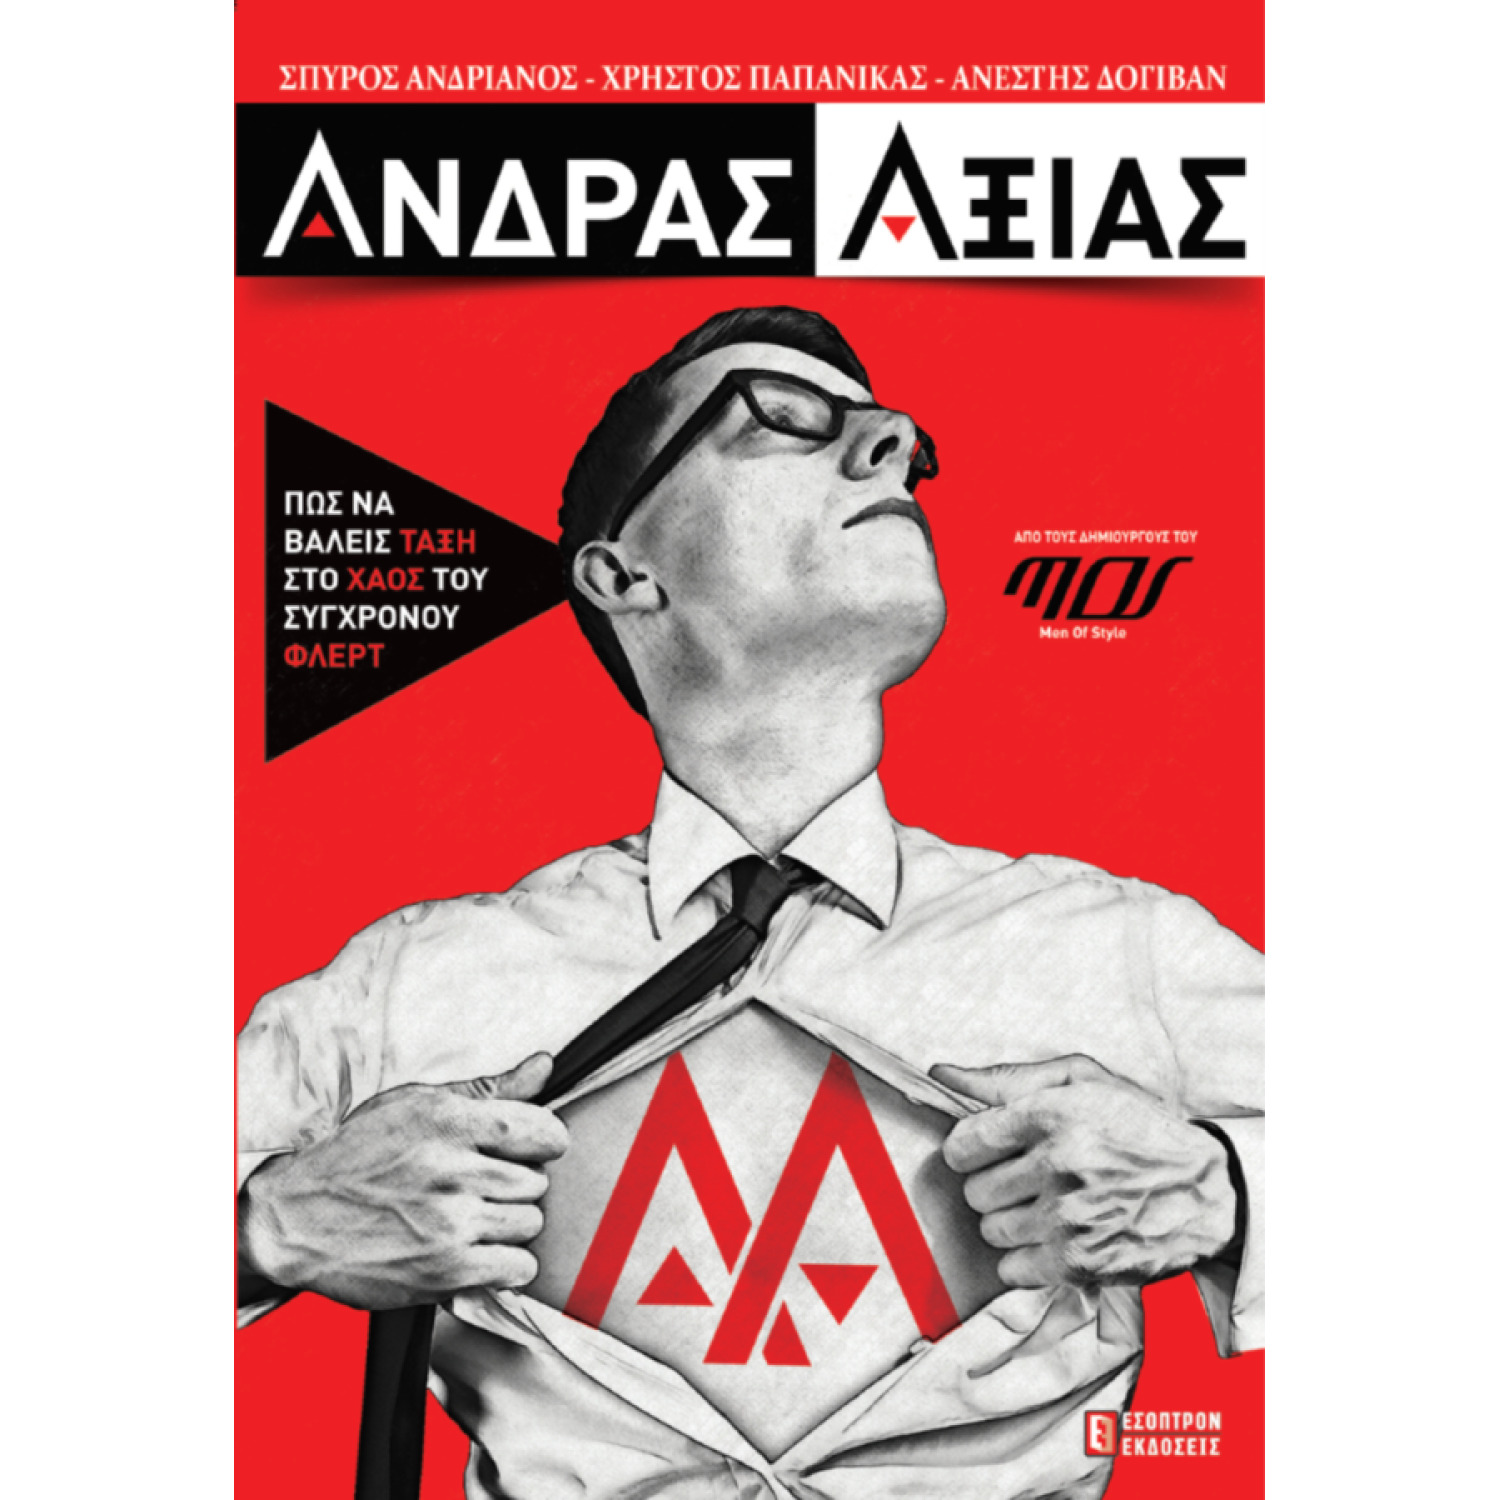 ΣΠΥΡΟΣ ΑΝΔΡΙΑΝΟΣ - ΧΡΗΣΤΟΣ ΠΑΠΑΝΙΚΑΣ - ΑΝΕΣΤΗΣ ΔΟΓΙΒΑΝ
ΑΝΔΡΑΣ ΑΞΙΑΣ
ΠΩΣ ΝΑ
ΒΑΛΕΙΣ ΤΑΞΗ
ΣΤΟ ΧΑΟΣ ΤΟΥ
ΣΥΓΧΡΟΝΟΥ
ΦΛΕΡΤ
ΑΠΟ ΤΟΥΣ ΔΗΜΙΟΥΡΓΟΥΣ ΤΟΥ
mos
Men Of Style
ΑΑ
ΕΣΟΠΤΡΟΝ
ΕΚΔΟΣΕΙΣ